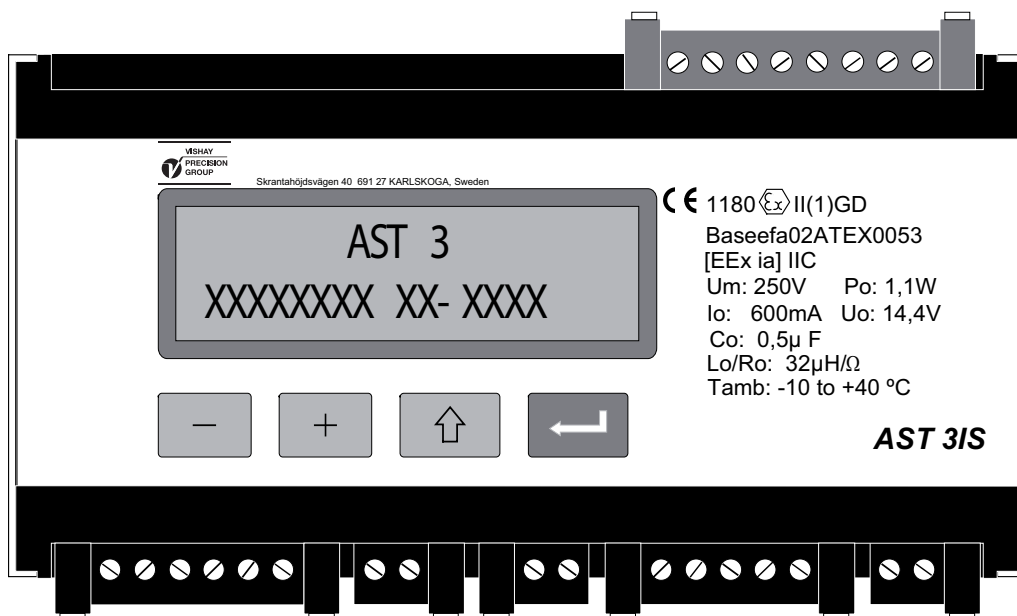 VISHAY
PRECISION
GROUP
Skrantahöjdsvägen 40 691 27 KARLSKOGA, Sweden
AST 3
XXXXXXXX XX- XXXX
- +
CE 1180 Ex II(1)GD
Baseefa02ATEX0053
[EEx ia] IIC
Um: 250V Po: 1,1W
Io: 600mA Uo: 14,4V
Co: 0,5µ F
Lo/Ro: 32µH/Ω
Tamb: -10 to +40 ºC
AST 3IS